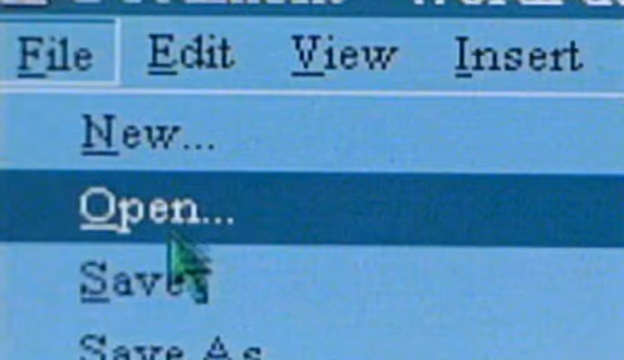 File Edit View Insert
New...
Open...
Save
Save As